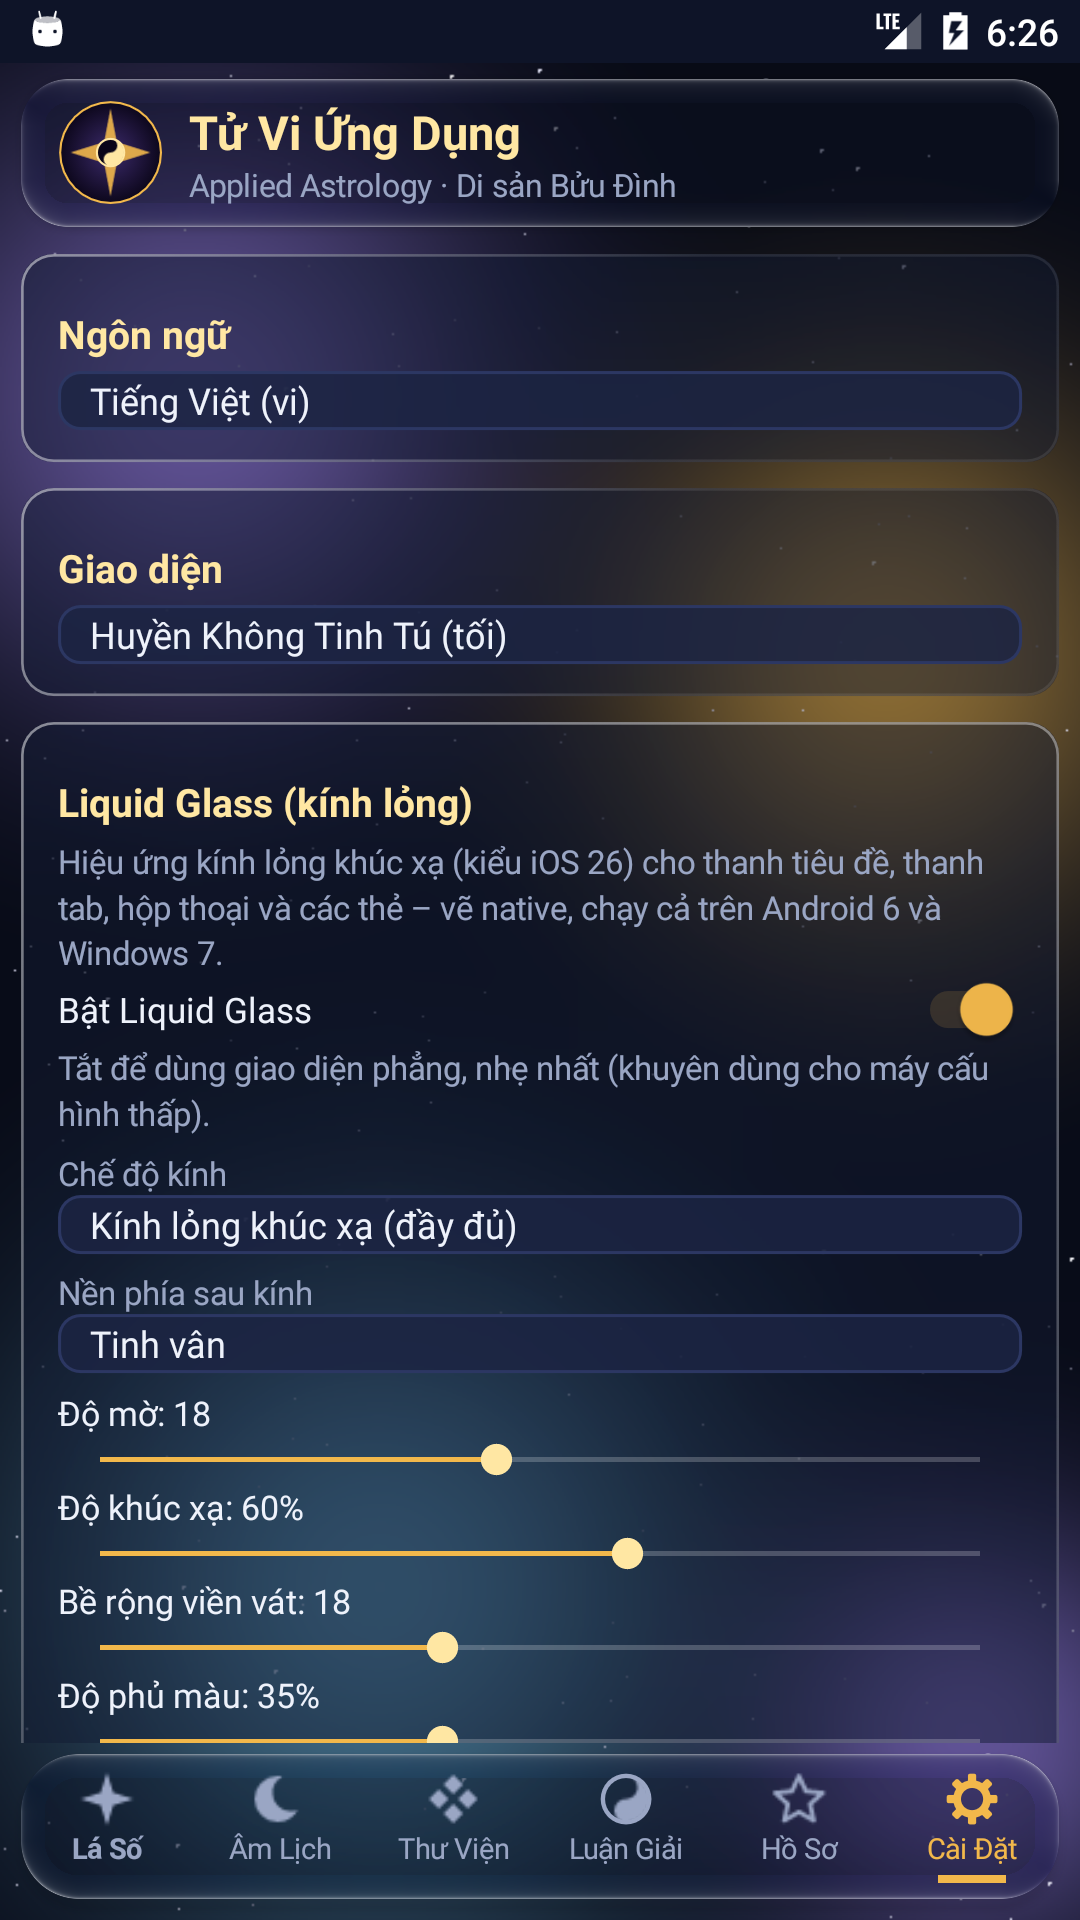 LTE 6:26
Tử Vi Ứng Dụng
Applied Astrology · Di sản Bửu Đình
Ngôn ngữ
Tiếng Việt (vi)
Giao diện
Huyền Không Tinh Tú (tối)
Liquid Glass (kính lỏng)
Hiệu ứng kính lỏng khúc xạ (kiểu iOS 26) cho thanh tiêu đề, thanh
tab, hộp thoại và các thẻ – vẽ native, chạy cả trên Android 6 và
Windows 7.
Bật Liquid Glass
Tắt để dùng giao diện phẳng, nhẹ nhất (khuyên dùng cho máy cấu
hình thấp).
Chế độ kính
Kính lỏng khúc xạ (đầy đủ)
Nền phía sau kính
Tinh vân
Độ mờ: 18
Độ khúc xạ: 60%
Bề rộng viền vát: 18
Độ phủ màu: 35%
Lá Số Âm Lịch Thư Viện Luận Giải Hồ Sơ Cài Đặt